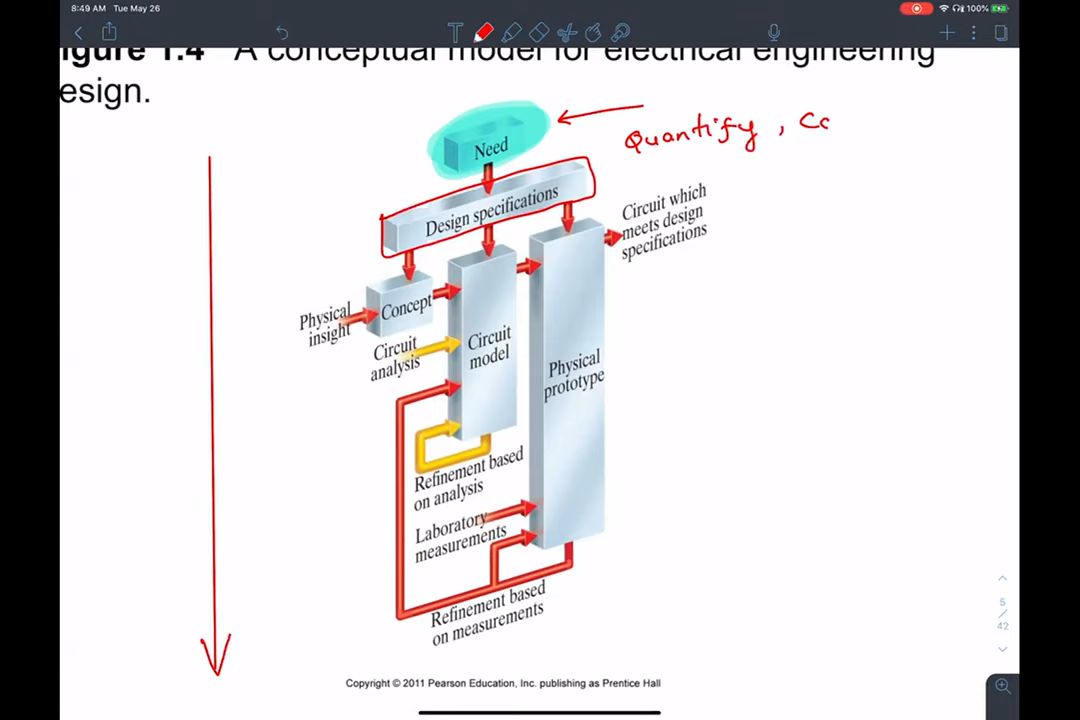 8:49 AM Tue May 26
100%
igure 1.4 A conceptual model for electrical engineering
esign.
Need
Quantify, Co
Design specifications
Circuit which
meets design
specifications
Physical
insight
Concept
Circuit
analysis
Circuit
model
Physical
prototype
Refinement based
on analysis
Laboratory
measurements
Refinement based
on measurements
5
/
42
Copyright © 2011 Pearson Education, Inc. publishing as Prentice Hall